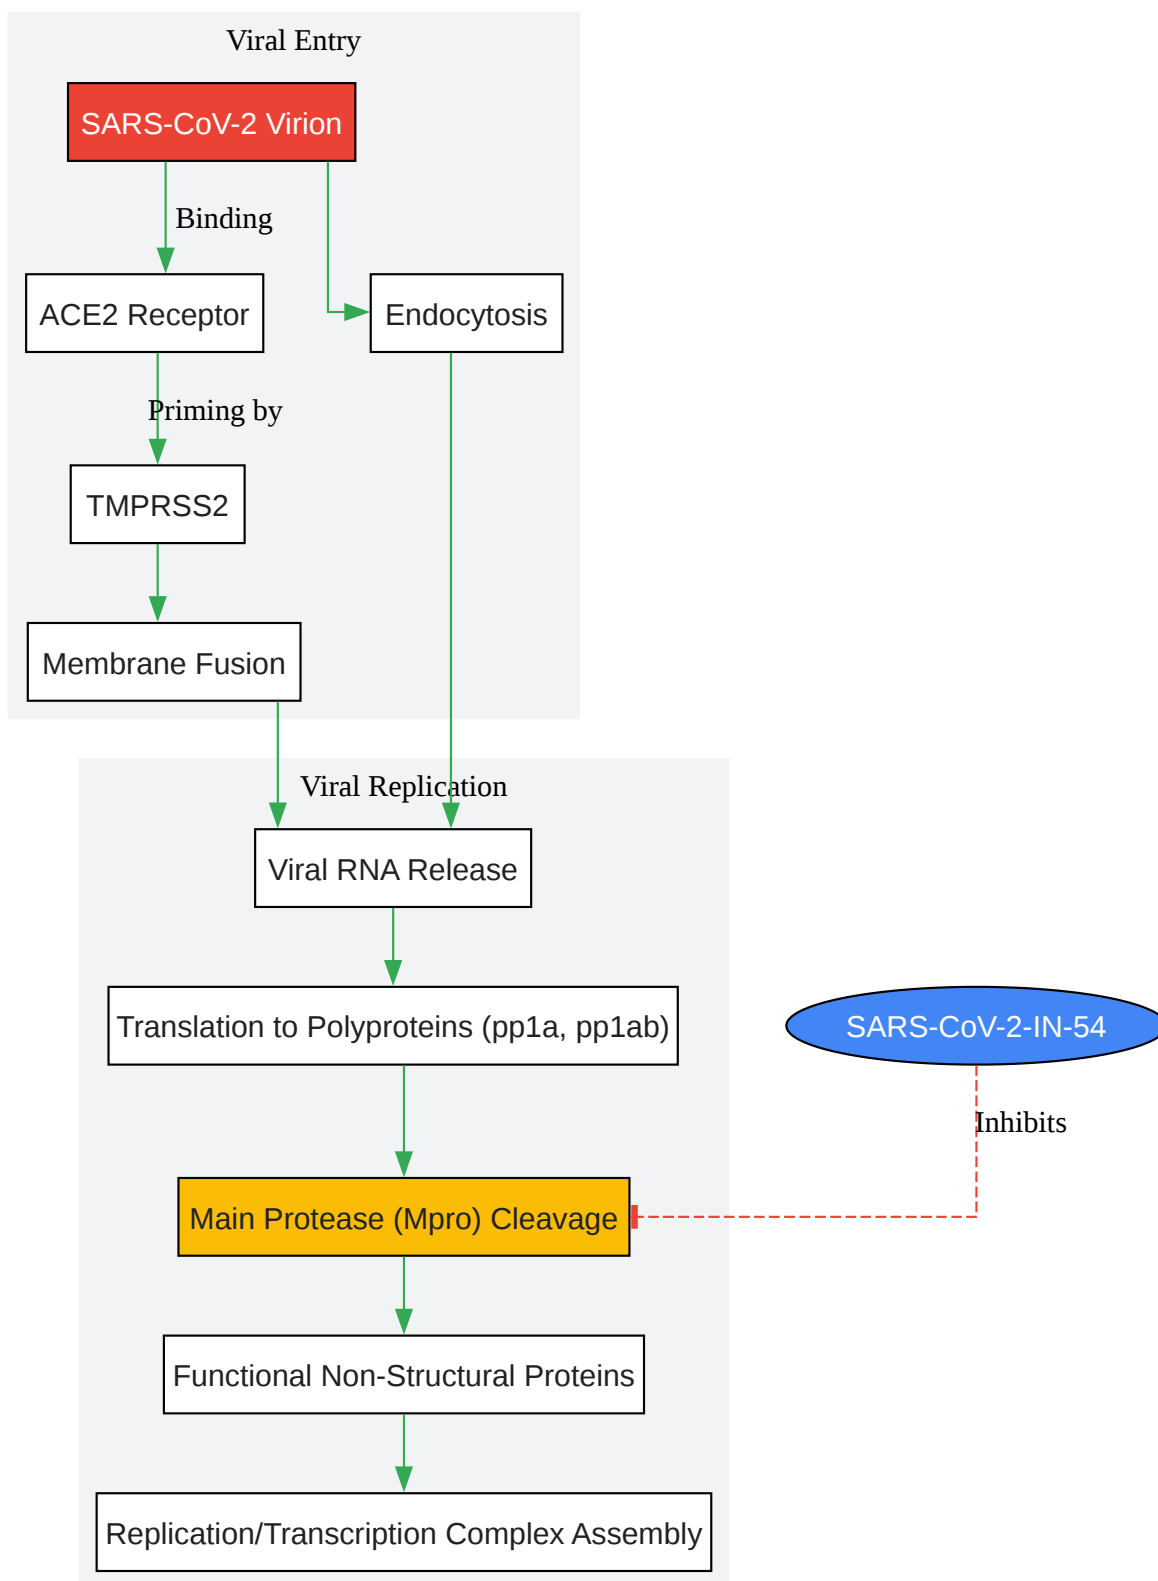 Viral Entry
SARS-CoV-2 Virion
Binding
ACE2 Receptor
Endocytosis
Priming by
TMPRSS2
Membrane Fusion
Viral Replication
Viral RNA Release
Translation to Polyproteins (pp1a, pp1ab)
SARS-CoV-2-IN-54
Inhibits
Main Protease (Mpro) Cleavage
Functional Non-Structural Proteins
Replication/Transcription Complex Assembly